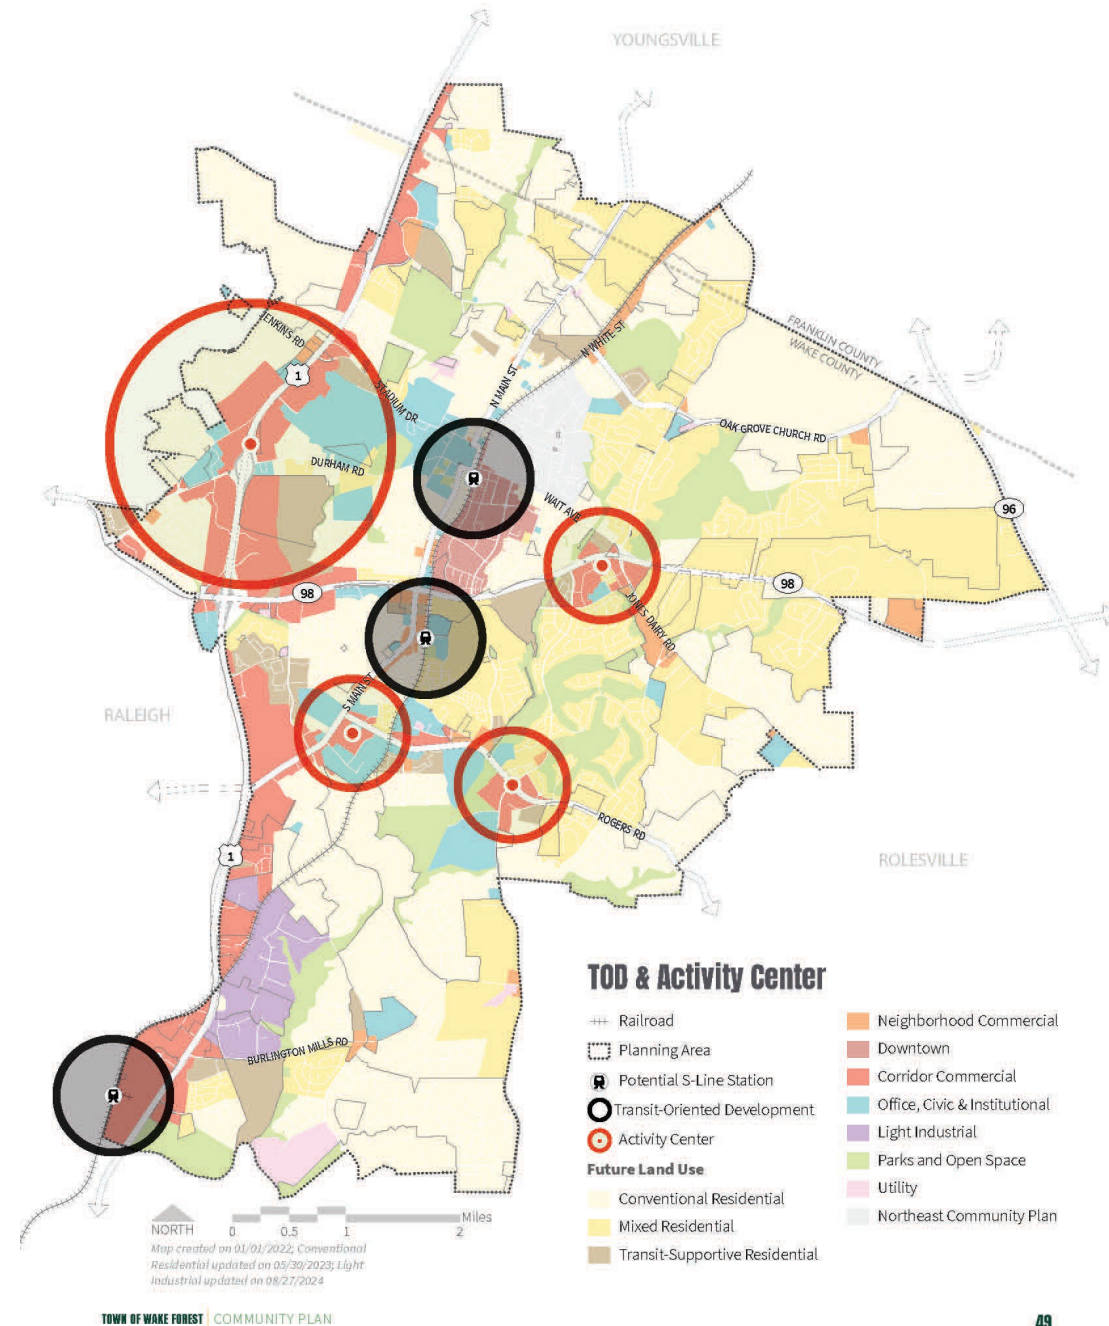 YOUNGSVILLE
FRANKLIN COUNTY
WAKE COUNTY
JENKINS RD
1
STADIUM DR
N MAIN ST
N WHITE ST
OAK GROVE CHURCH RD
DURHAM RD
WAIT AVE
96
98
98
JONES DAIRY RD
S MAIN ST
RALEIGH
ROGERS RD
1
ROLESVILLE
BURLINGTON MILLS RD
TOD & Activity Center
Railroad
Planning Area
Potential S-Line Station
Transit-Oriented Development
Activity Center
Future Land Use
Conventional Residential
Mixed Residential
Transit-Supportive Residential
Neighborhood Commercial
Downtown
Corridor Commercial
Office, Civic & Institutional
Light Industrial
Parks and Open Space
Utility
Northeast Community Plan
NORTH
0 0.5 1 2 Miles
Map created on 01/01/2022; Conventional
Residential updated on 05/30/2023; Light
Industrial updated on 08/27/2024
TOWN OF WAKE FOREST | COMMUNITY PLAN
49